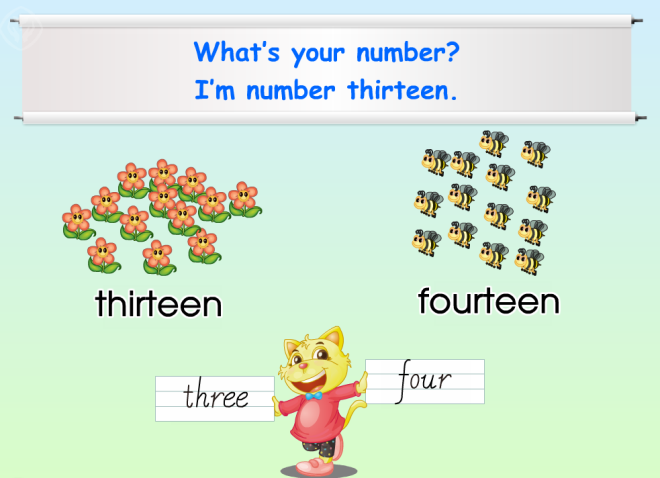 What's your number?
I'm number thirteen.
thirteen
fourteen
three
four